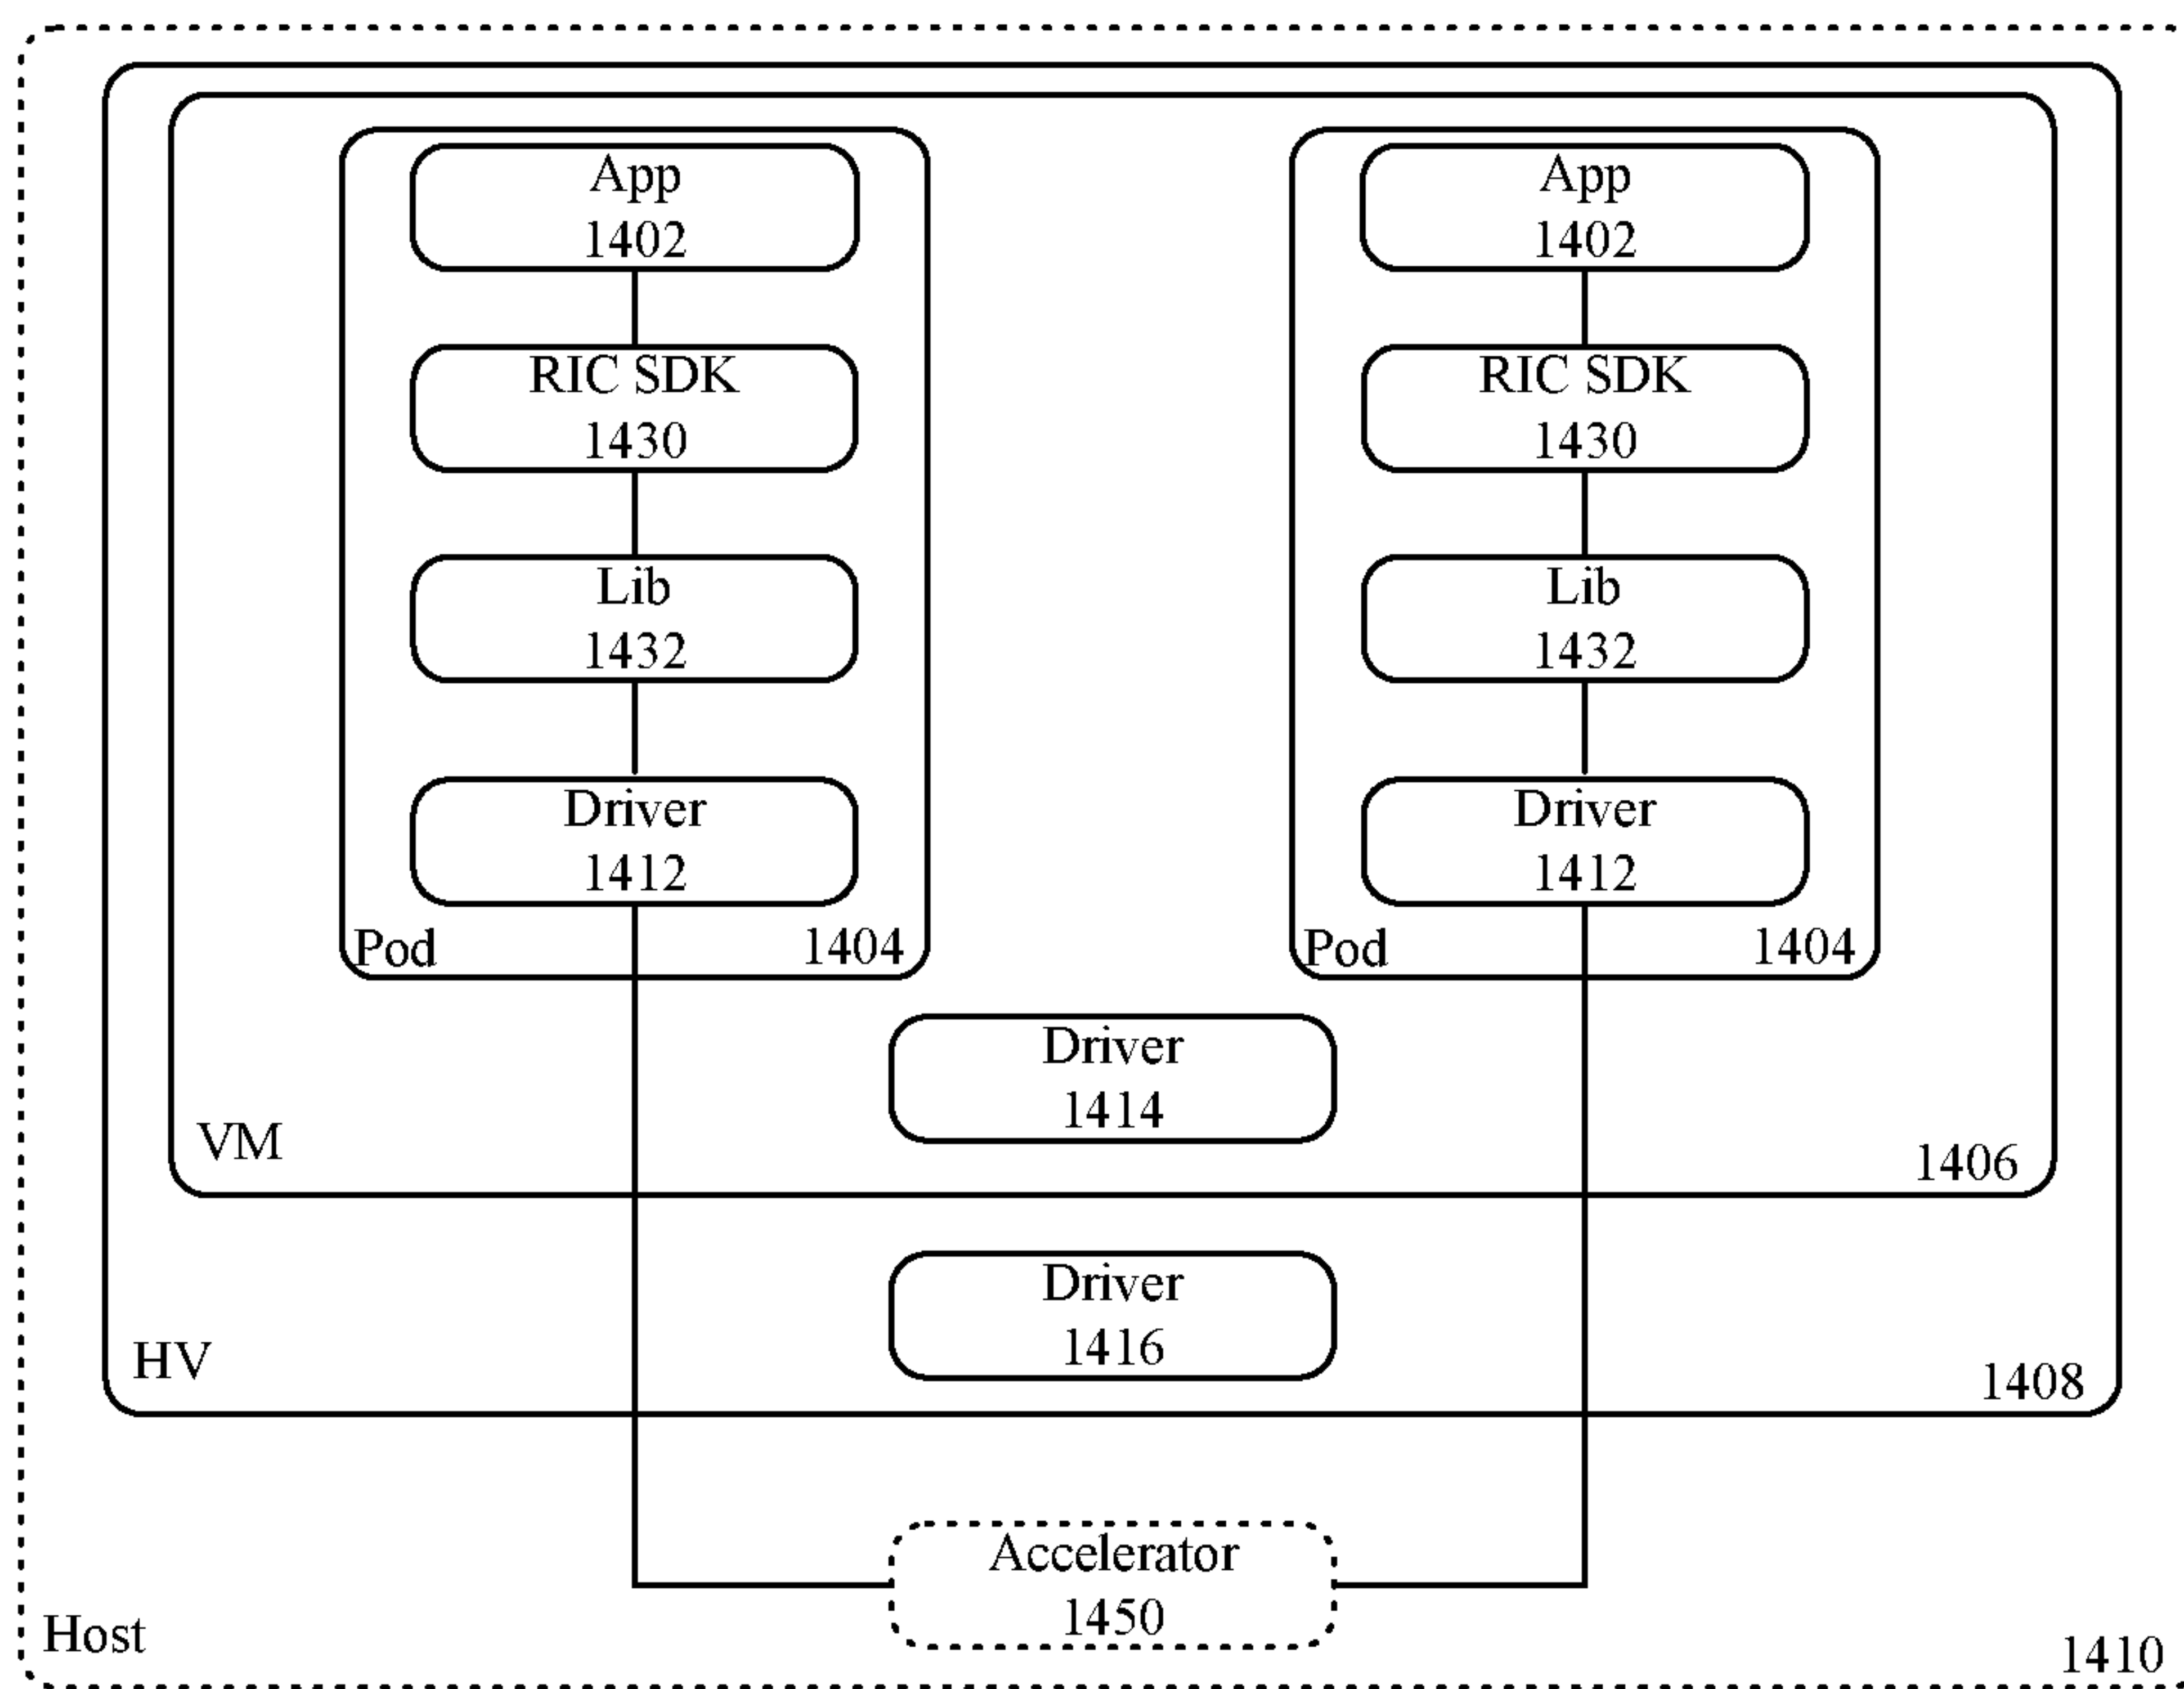 App
1402
RIC SDK
1430
Lib
1432
Driver
1412
Pod
1404
App
1402
RIC SDK
1430
Lib
1432
Driver
1412
Pod
1404
Driver
1414
VM
1406
Driver
1416
HV
1408
Accelerator
1450
Host
1410